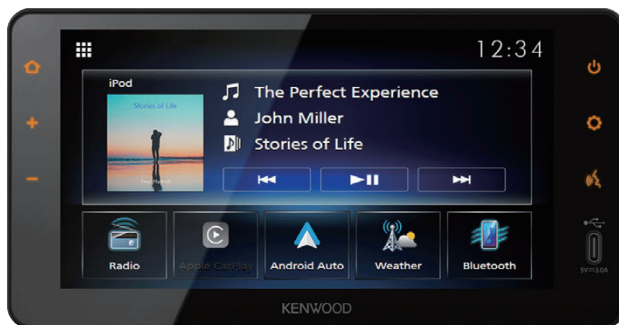 12:34
iPod
Stories of Life
The Perfect Experience
John Miller
Stories of Life
Radio
Apple CarPlay
Android Auto
Weather
Bluetooth
5V⎓3.0A
KENWOOD